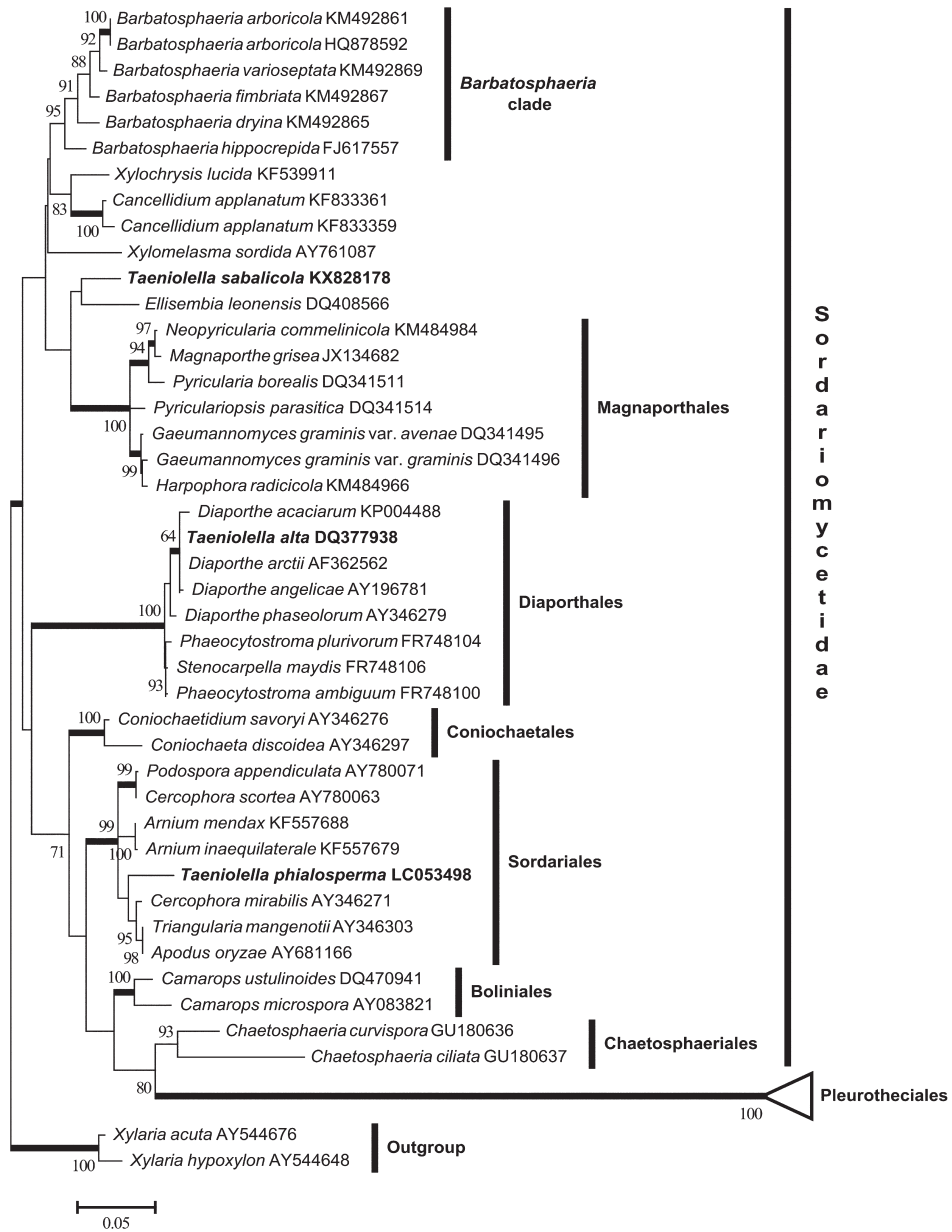 100
Barbatosphaeria arboricola KM492861
92
Barbatosphaeria arboricola HQ878592
88
Barbatosphaeria varioseptata KM492869
91
Barbatosphaeria fimbriata KM492867
95
Barbatosphaeria dryina KM492865
Barbatosphaeria hippocrepida FJ617557
Barbatosphaeria
clade
Xylochrysis lucida KF539911
83
Cancellidium applanatum KF833361
100
Cancellidium applanatum KF833359
Xylomelasma sordida AY761087
Taeniolella sabalicola KX828178
Ellisembia leonensis DQ408566
97
Neopyricularia commelinicola KM484984
94
Magnaporthe grisea JX134682
Pyricularia borealis DQ341511
Pyriculariopsis parasitica DQ341514
100
Gaeumannomyces graminis var. avenae DQ341495
99
Gaeumannomyces graminis var. graminis DQ341496
Harpophora radicicola KM484966
Magnaporthales
Diaporthe acaciarum KP004488
64
Taeniolella alta DQ377938
Diaporthe arctii AF362562
Diaporthe angelicae AY196781
100
Diaporthe phaseolorum AY346279
Phaeocytostroma plurivorum FR748104
Stenocarpella maydis FR748106
93
Phaeocytostroma ambiguum FR748100
Diaporthales
100
Coniochaetidium savoryi AY346276
Coniochaeta discoidea AY346297
Coniochaetales
99
Podospora appendiculata AY780071
Cercophora scortea AY780063
99
Arnium mendax KF557688
100
Arnium inaequilaterale KF557679
71
Taeniolella phialosperma LC053498
Cercophora mirabilis AY346271
Triangularia mangenotii AY346303
95
98
Apodus oryzae AY681166
Sordariales
100
Camarops ustulinoides DQ470941
Camarops microspora AY083821
Boliniales
93
Chaetosphaeria curvispora GU180636
Chaetosphaeria ciliata GU180637
Chaetosphaeriales
80
100
Pleurotheciales
Sordariomycetidae
Xylaria acuta AY544676
100
Xylaria hypoxylon AY544648
Outgroup
0.05